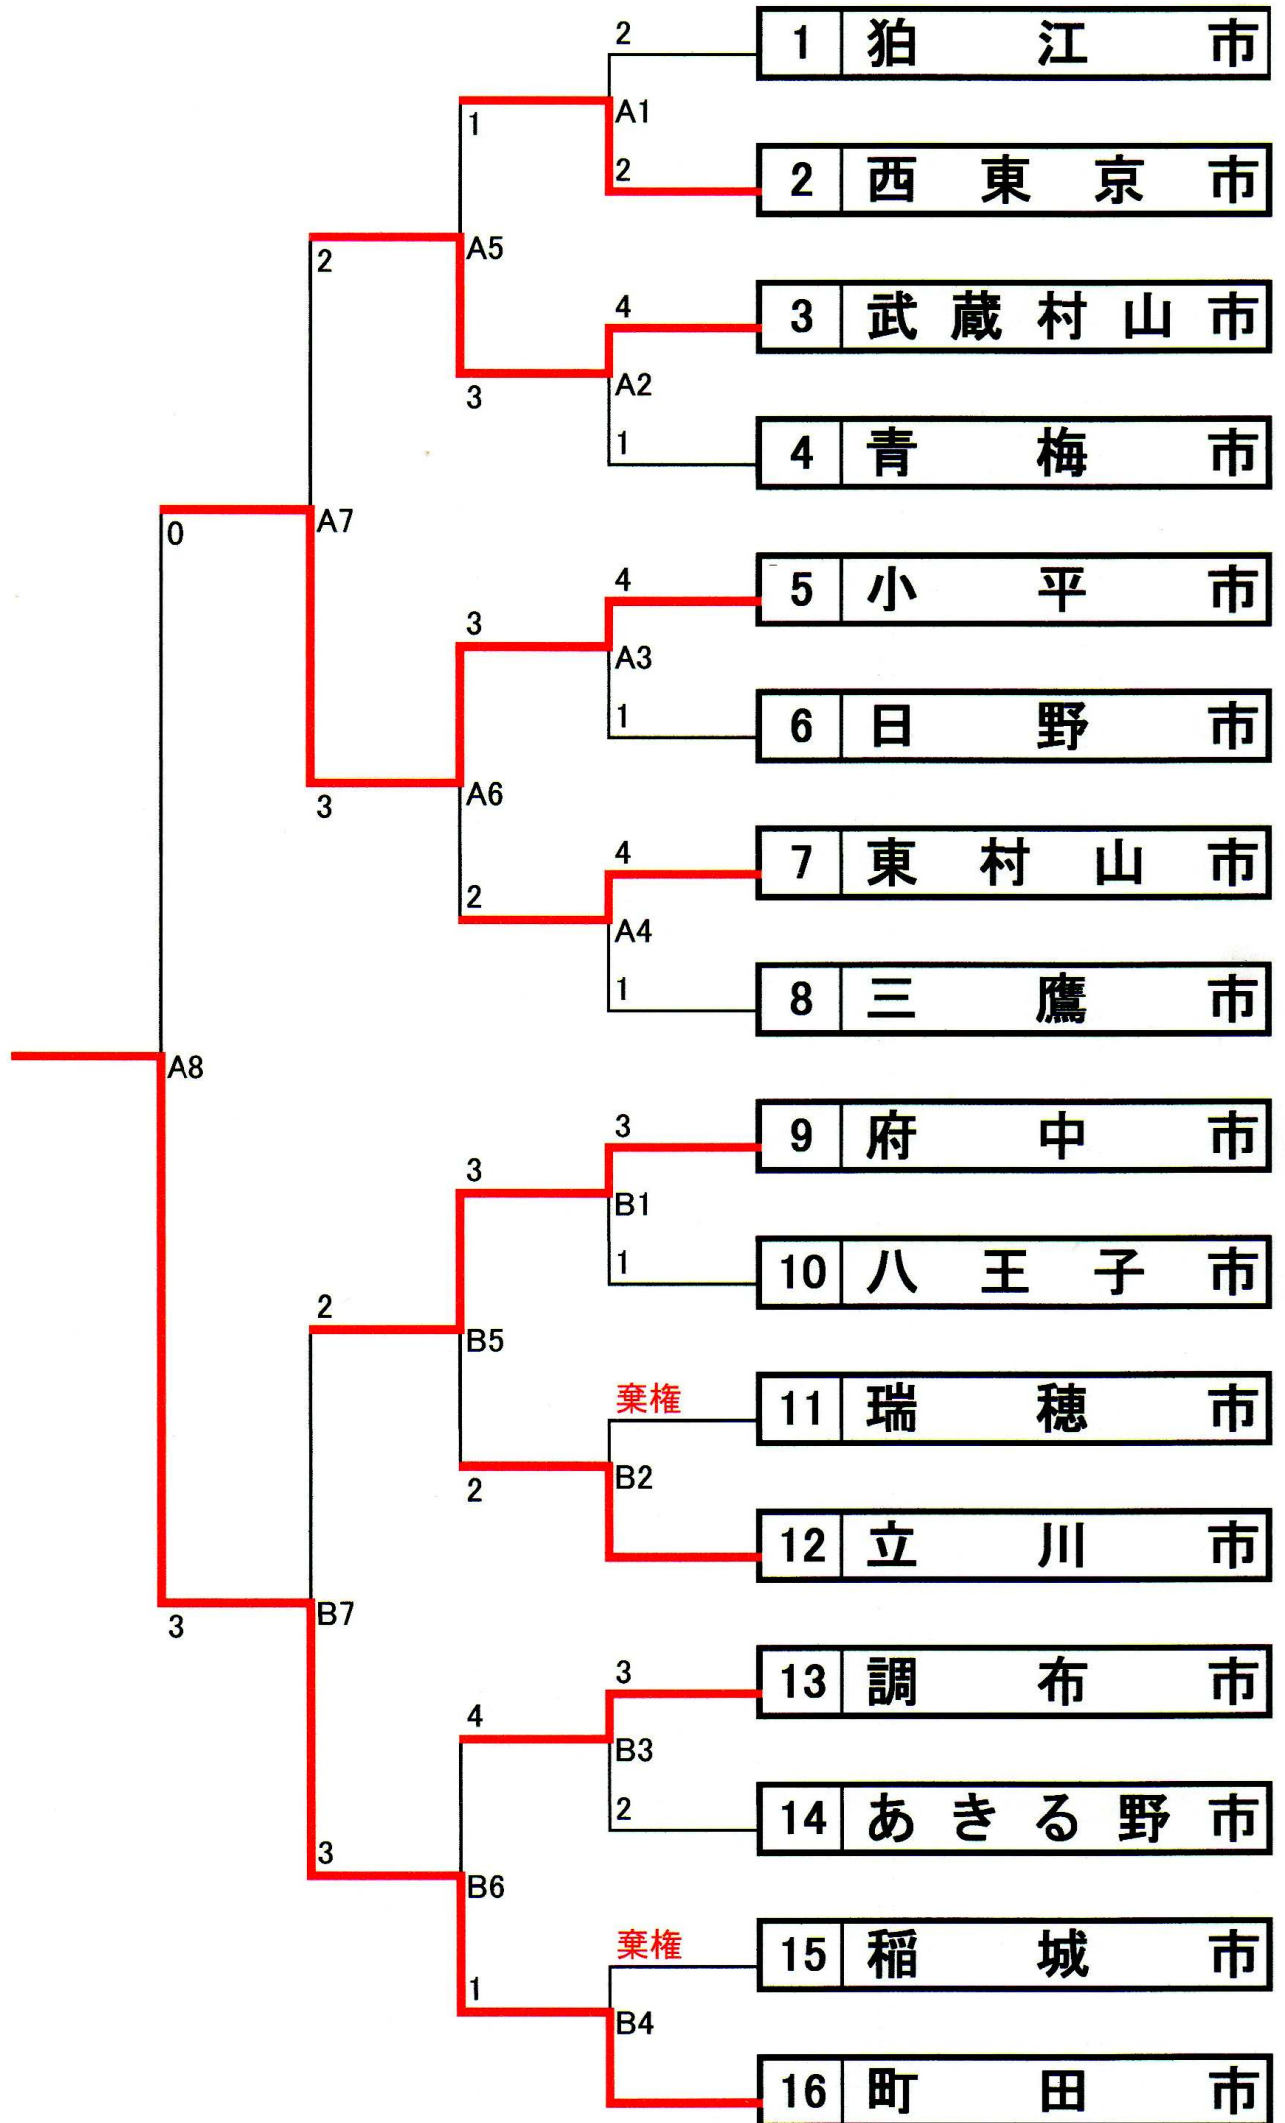 2
1 狛江市
A1
1
2
2 西東京市
A5
2
4
3 武蔵村山市
A2
3
1
4 青梅市
A7
0
4
5 小平市
3
A3
1
6 日野市
A6
3
4
7 東村山市
2
A4
1
8 三鷹市
A8
3
9 府中市
3
B1
1
10 八王子市
2
B5
棄権
11 瑞穂市
B2
2
12 立川市
B7
3
3
13 調布市
4
B3
2
14 あきる野市
3
B6
棄権
15 稲城市
1
B4
16 町田市